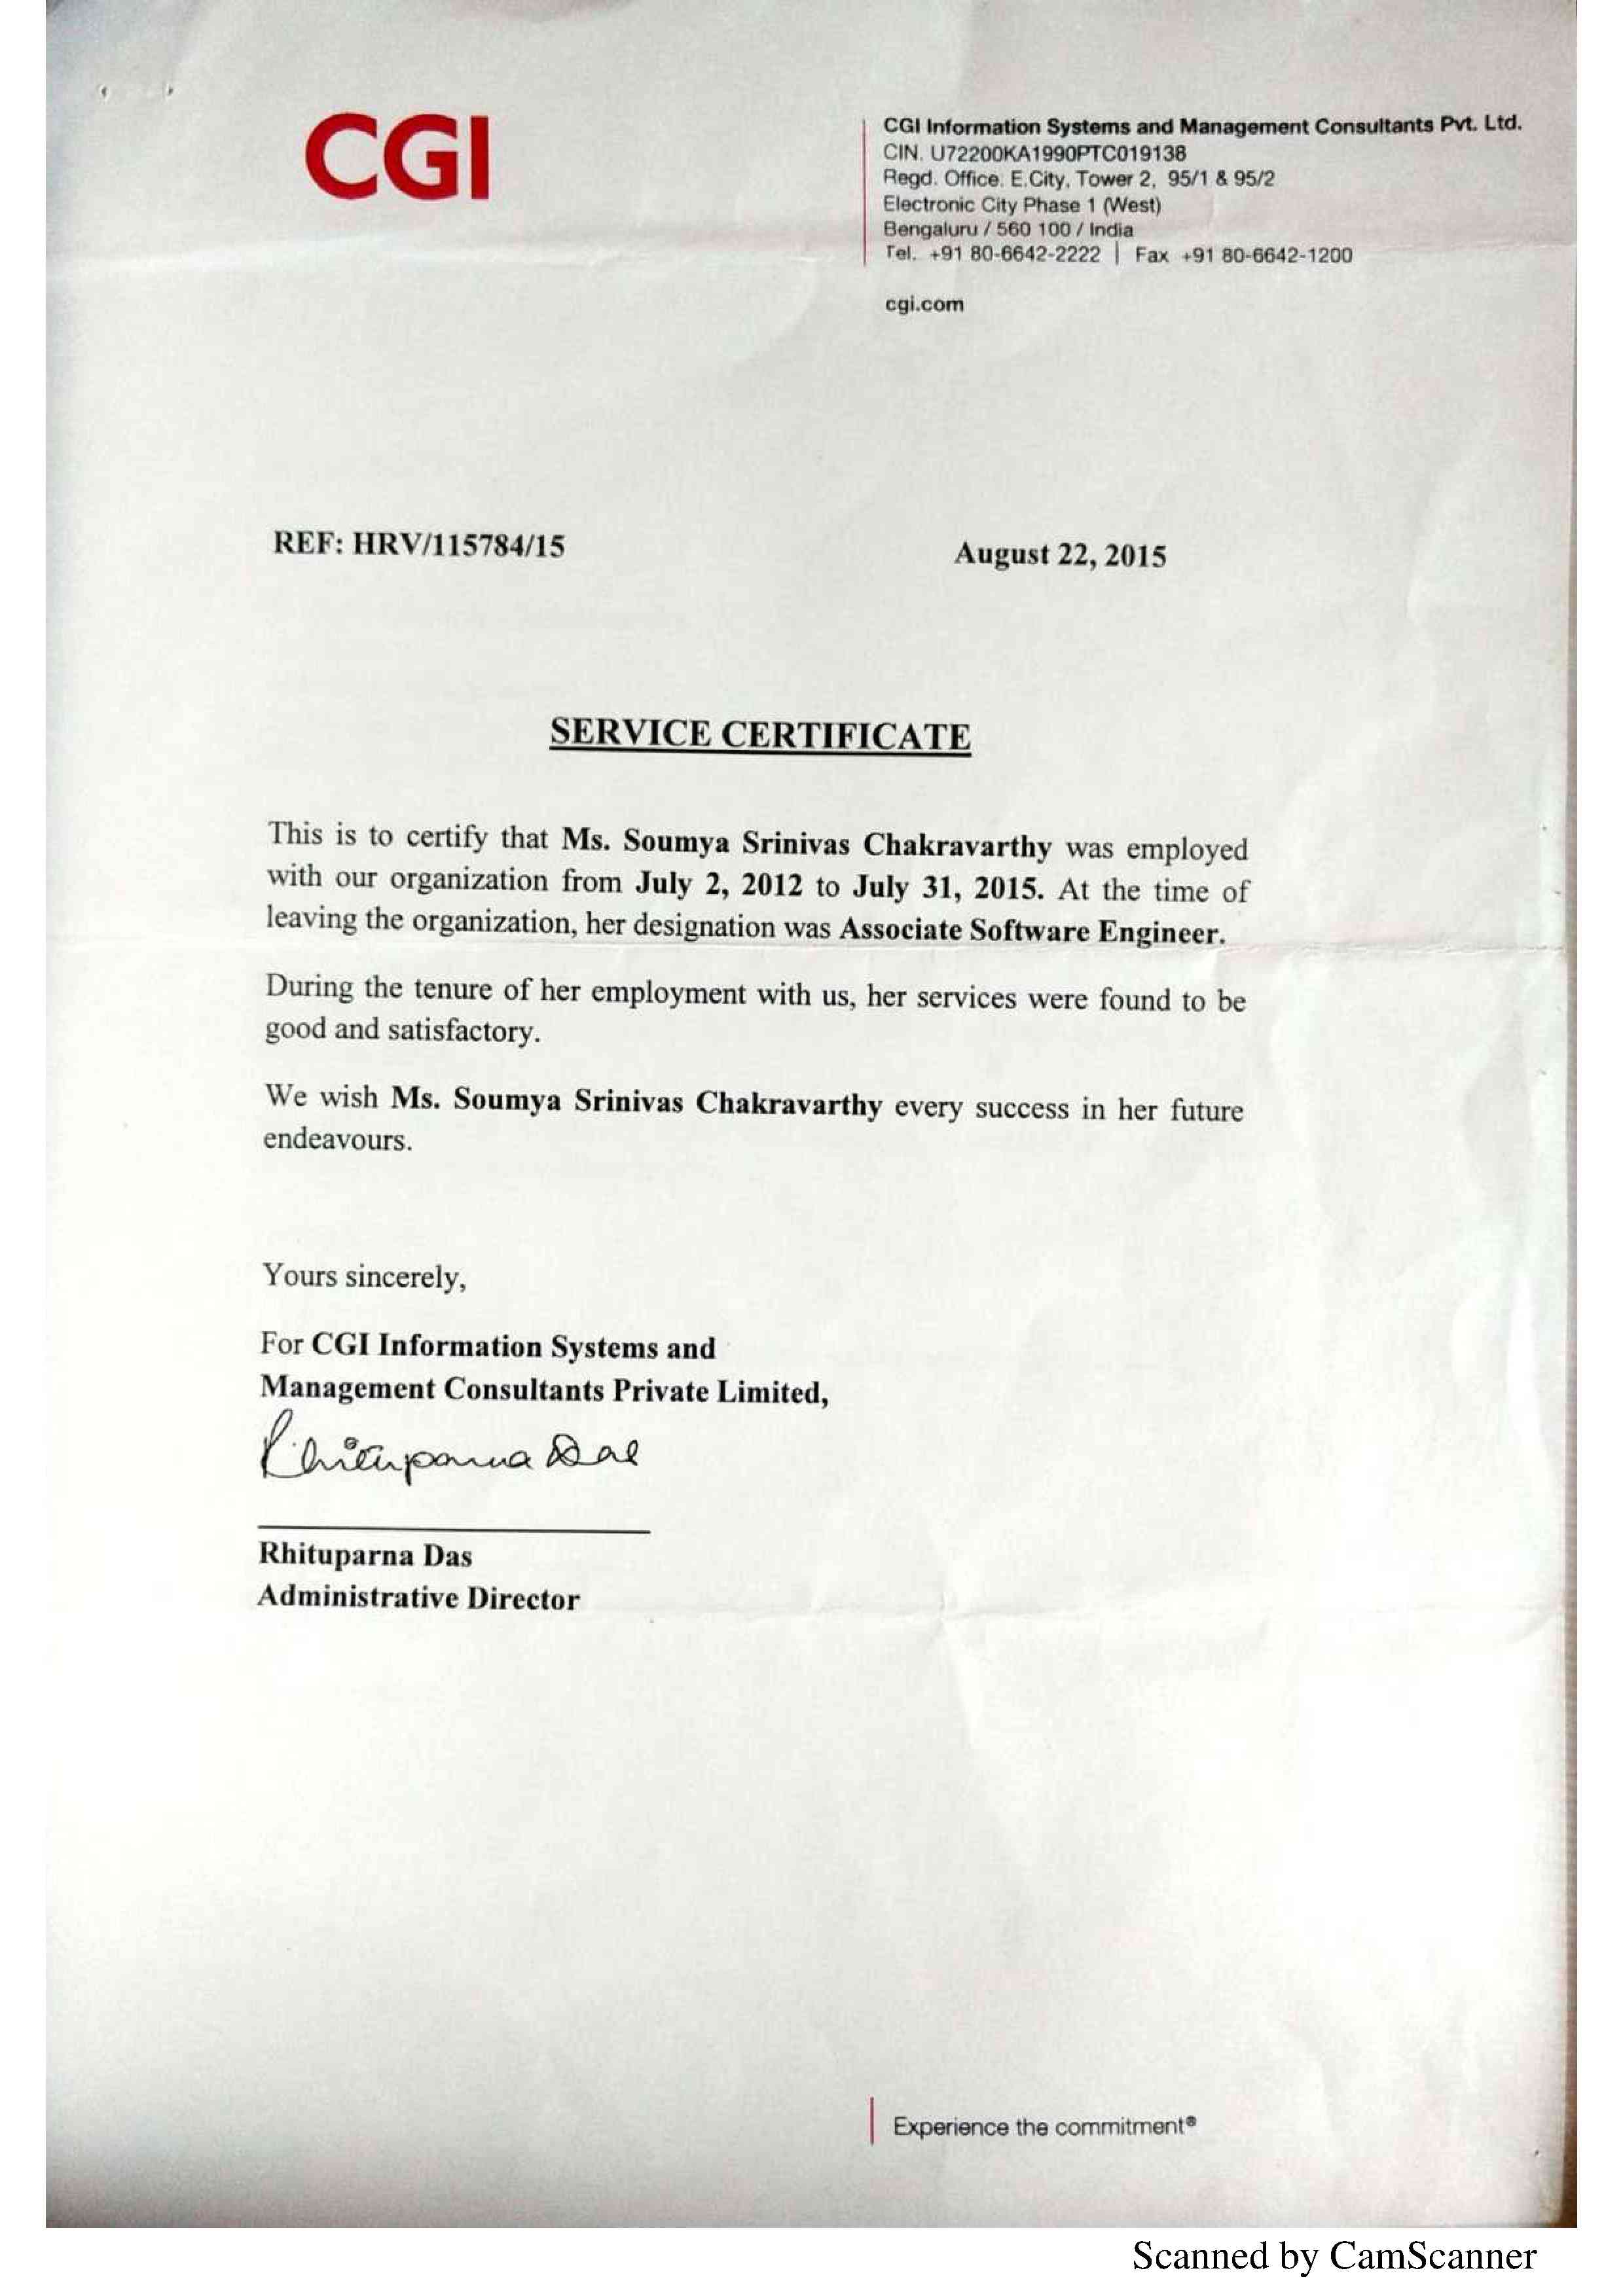 CGI
CGI Information Systems and Management Consultants Pvt. Ltd.
CIN. U72200KA1990PTC019138
Regd. Office. E.City, Tower 2, 95/1 & 95/2
Electronic City Phase 1 (West)
Bengaluru / 560 100 / India
Tel. +91 80-6642-2222 | Fax +91 80-6642-1200
cgi.com
REF: HRV/115784/15 August 22, 2015
SERVICE CERTIFICATE
This is to certify that Ms. Soumya Srinivas Chakravarthy was employed
with our organization from July 2, 2012 to July 31, 2015. At the time of
leaving the organization, her designation was Associate Software Engineer.
During the tenure of her employment with us, her services were found to be
good and satisfactory.
We wish Ms. Soumya Srinivas Chakravarthy every success in her future
endeavours.
Yours sincerely,
For CGI Information Systems and
Management Consultants Private Limited,
Rhituparna Das
Rhituparna Das
Administrative Director
Experience the commitment®
Scanned by CamScanner